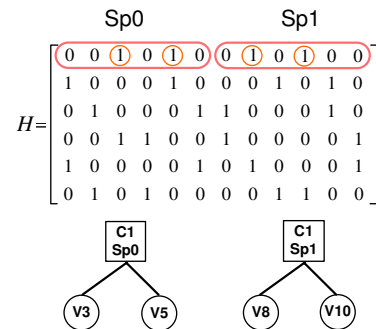 Sp0 Sp1
0 0 1 0 1 0 0 1 0 1 0 0
1 0 0 0 1 0 0 0 1 0 1 0
H= 0 1 0 0 0 1 1 0 0 0 1 0
0 0 1 1 0 0 1 0 0 0 0 1
1 0 0 0 0 1 0 1 0 0 0 1
0 1 0 1 0 0 0 0 1 1 0 0
C1 C1
Sp0 Sp1
V3 V5 V8 V10